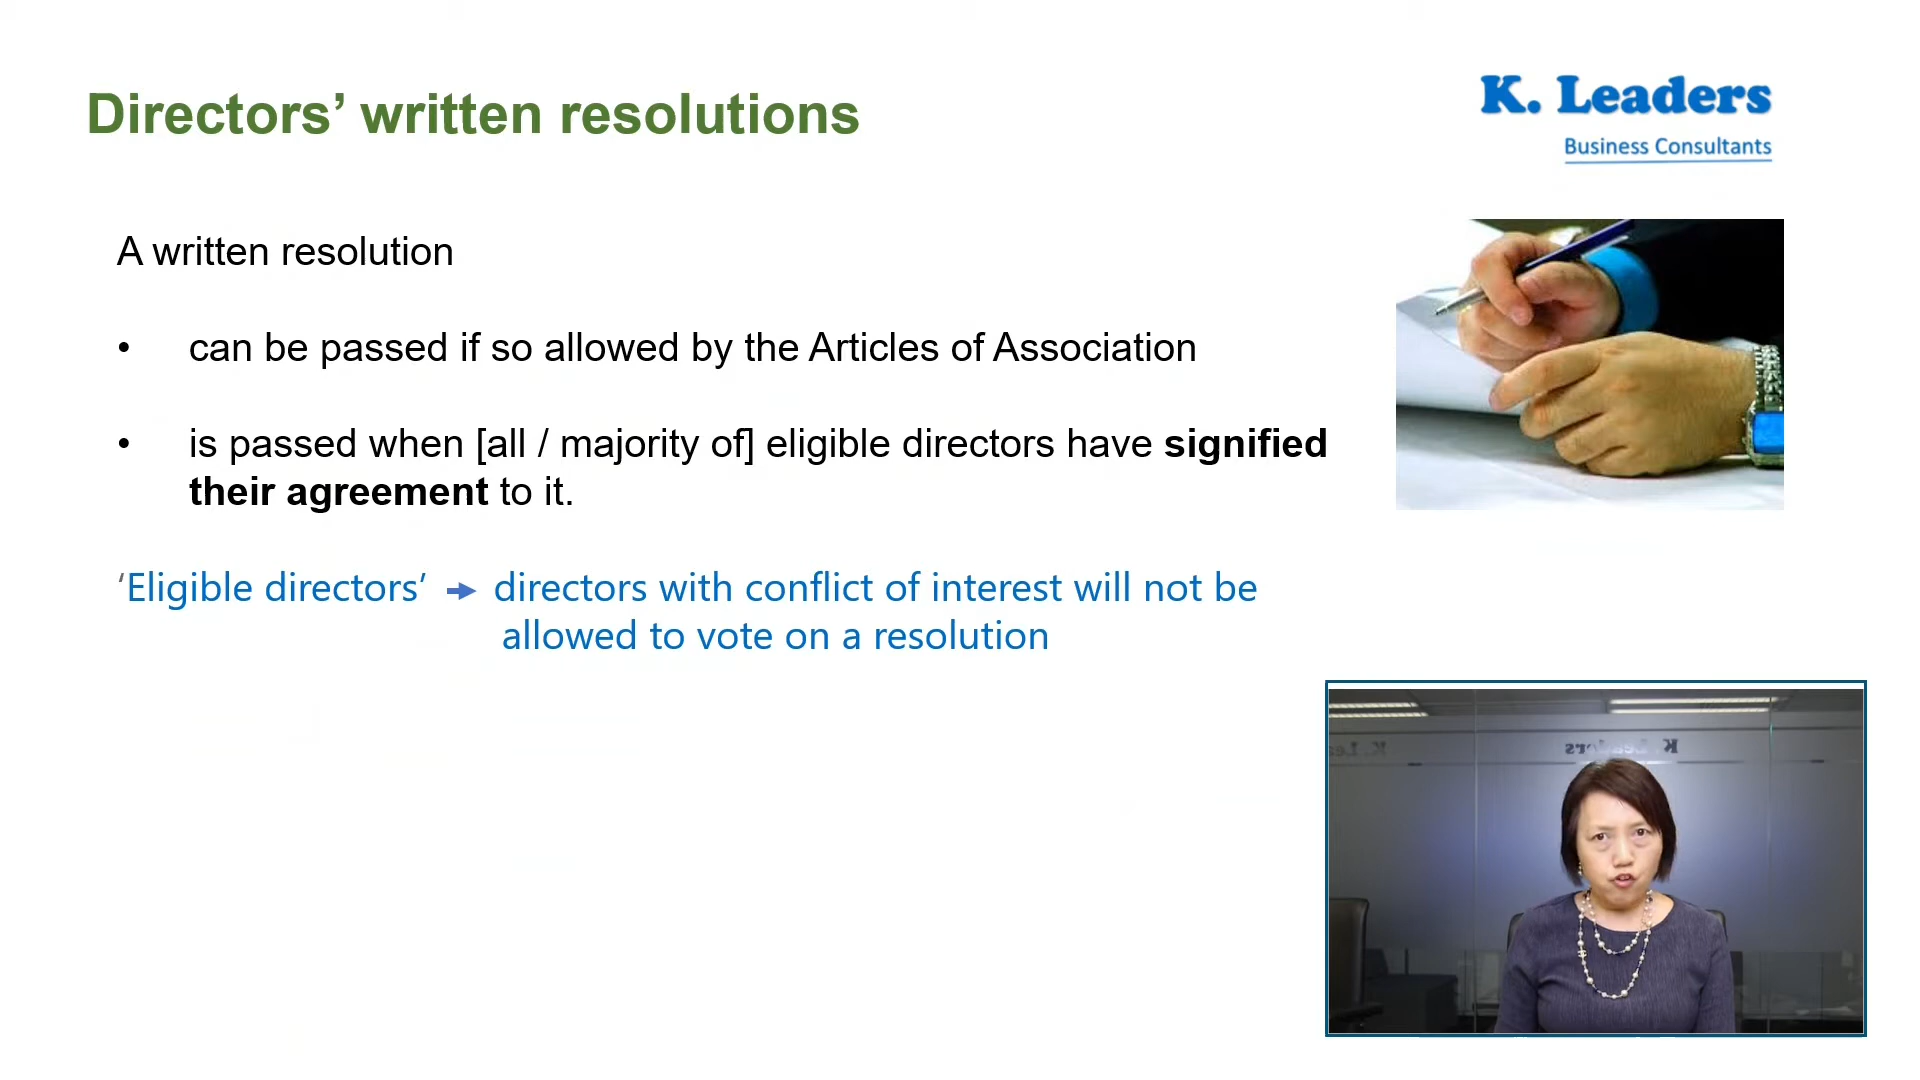 Directors’ written resolutions
K. Leaders
Business Consultants
A written resolution
• can be passed if so allowed by the Articles of Association
• is passed when [all / majority of] eligible directors have signified
their agreement to it.
‘Eligible directors’ → directors with conflict of interest will not be
allowed to vote on a resolution
K. Lea
K. Leaders